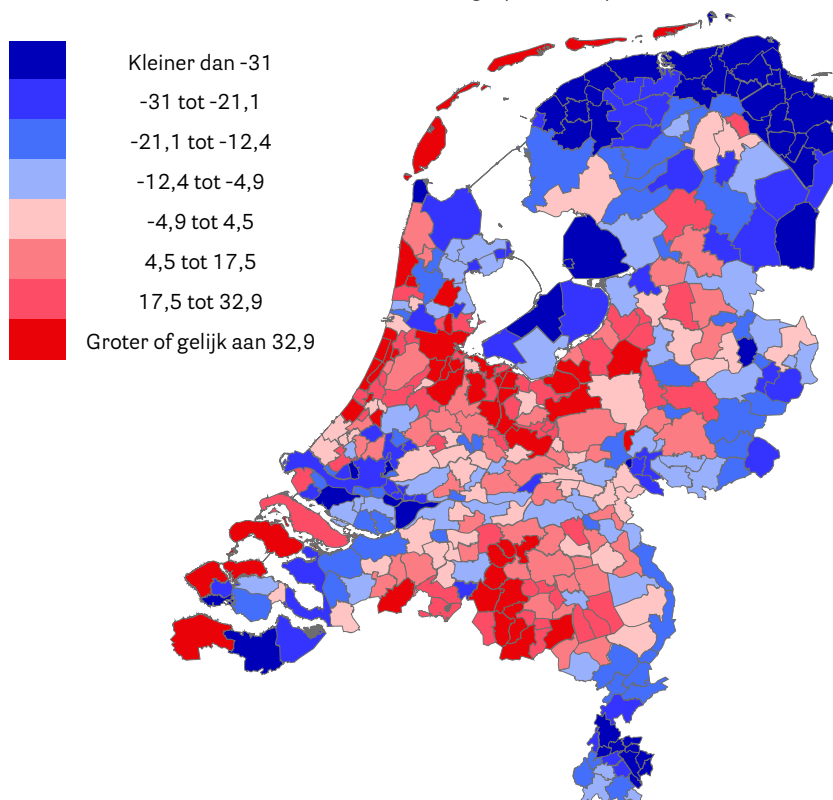 Kleiner dan -31
-31 tot -21,1
-21,1 tot -12,4
-12,4 tot -4,9
-4,9 tot 4,5
4,5 tot 17,5
17,5 tot 32,9
Groter of gelijk aan 32,9